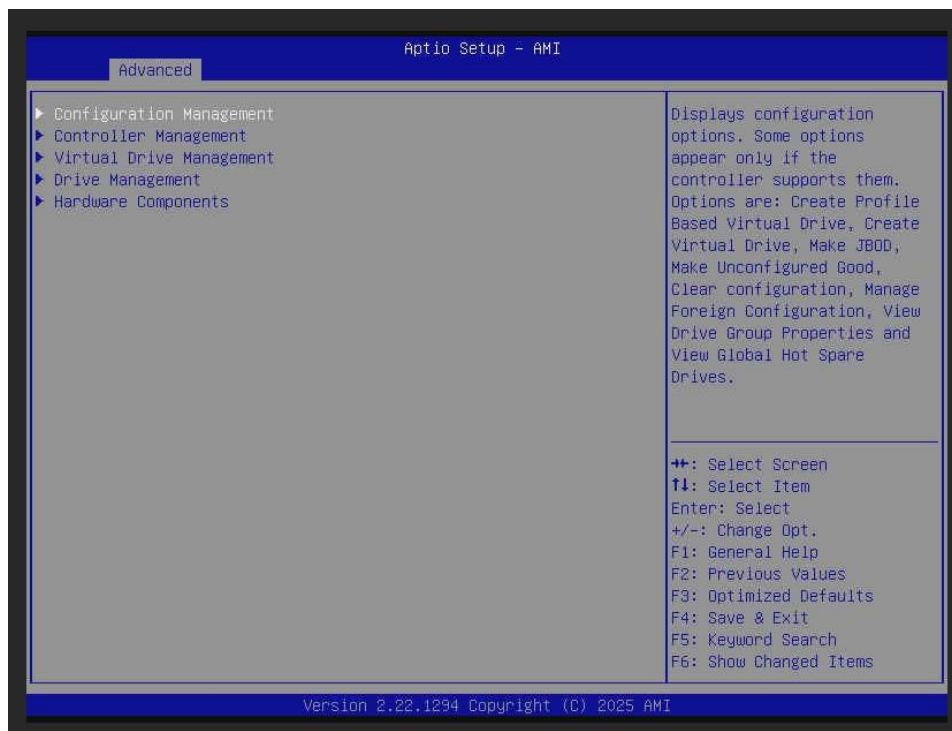 Aptio Setup – AMI
Advanced
▶ Configuration Management
▶ Controller Management
▶ Virtual Drive Management
▶ Drive Management
▶ Hardware Components
Displays configuration
options. Some options
appear only if the
controller supports them.
Options are: Create Profile
Based Virtual Drive, Create
Virtual Drive, Make JBOD,
Make Unconfigured Good,
Clear configuration, Manage
Foreign Configuration, View
Drive Group Properties and
View Global Hot Spare
Drives.
→←: Select Screen
↑↓: Select Item
Enter: Select
+/-: Change Opt.
F1: General Help
F2: Previous Values
F3: Optimized Defaults
F4: Save & Exit
F5: Keyword Search
F6: Show Changed Items
Version 2.22.1294 Copyright (C) 2025 AMI